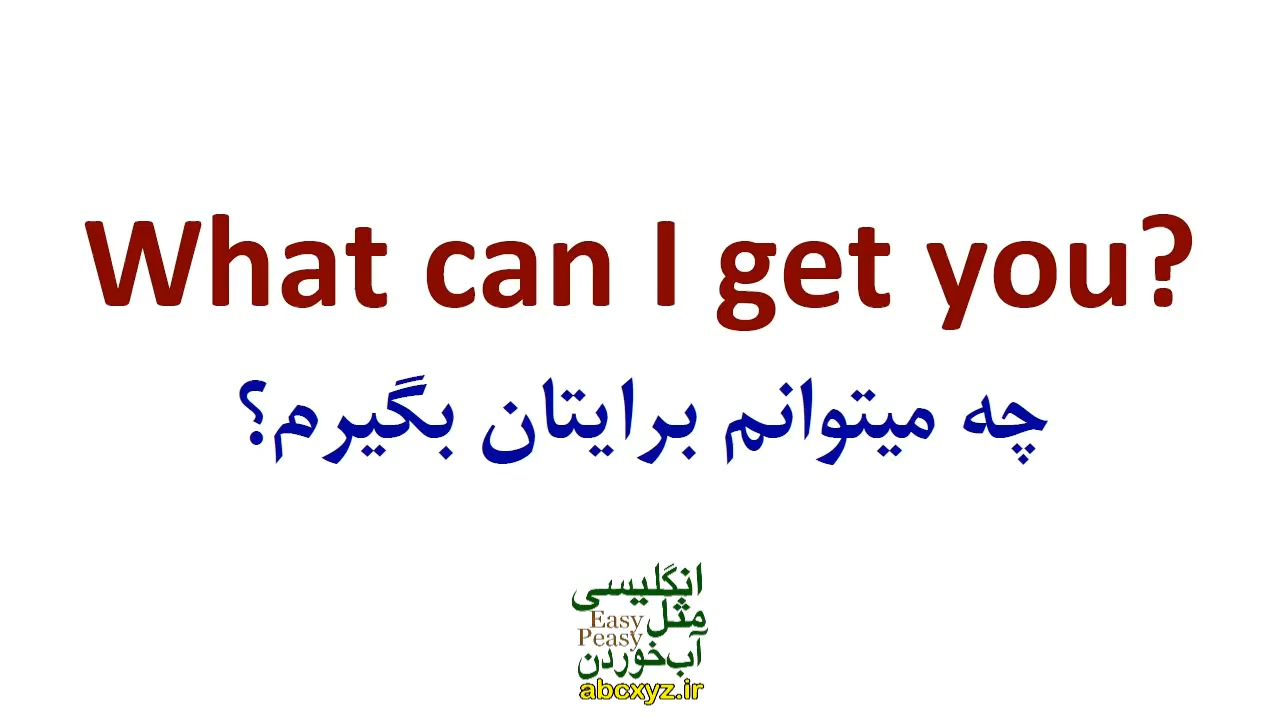 What can I get you?
چه میتوانم برایتان بگیرم؟
انگلیسی
مثل Easy
Peasy
آب‌خوردن
abcxyz.ir